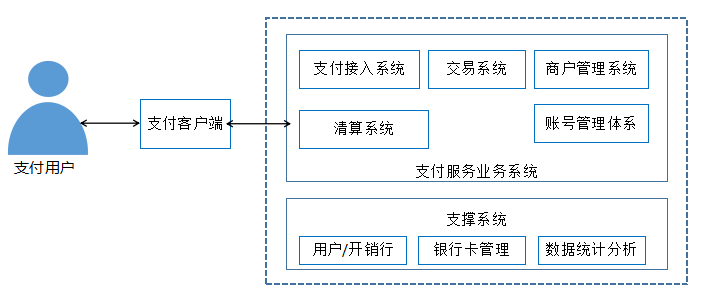 支付用户
支付客户端
支付接入系统
交易系统
商户管理系统
清算系统
账号管理体系
支付服务业务系统
支撑系统
用户/开销行
银行卡管理
数据统计分析